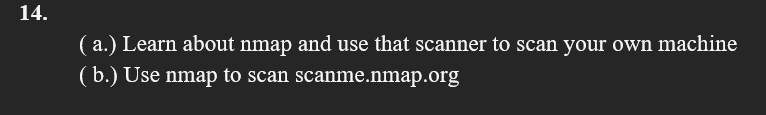 14.
( a.) Learn about nmap and use that scanner to scan your own machine
( b.) Use nmap to scan scanme.nmap.org